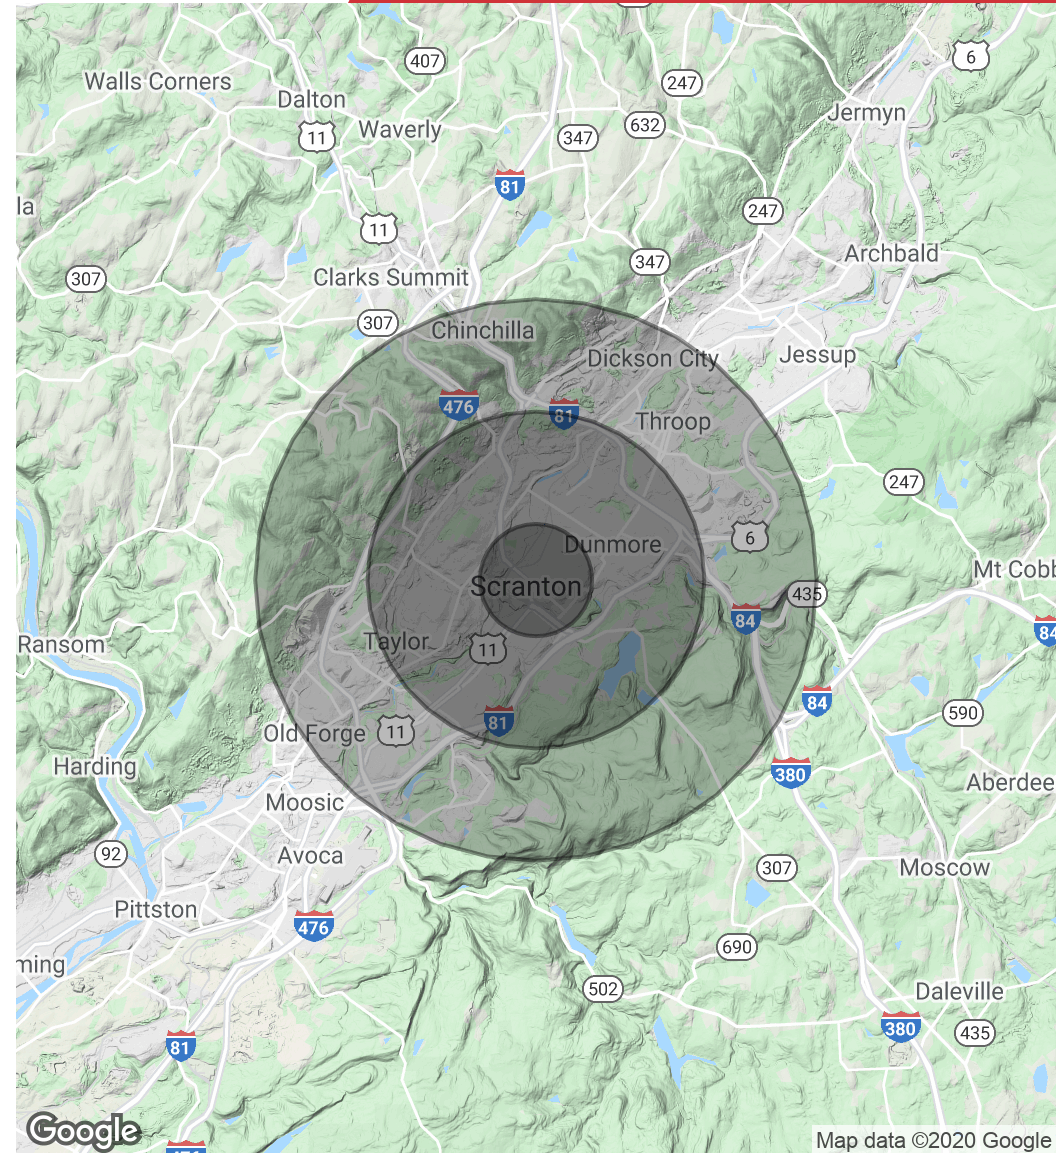 6
407
247
Walls Corners
Dalton
Jermyn
11
Waverly
632
347
81
la
247
11
Archbald
347
307
Clarks Summit
307
Chinchilla
Dickson City
Jessup
476
81
Throop
247
6
Dunmore
Mt Cobb
Scranton
435
84
84
Ransom
Taylor
11
84
590
81
11
Old Forge
Harding
380
Aberdee
Moosic
92
Avoca
307
Moscow
Pittston
476
690
ming
502
Daleville
380
435
81
Google
Map data ©2020 Google